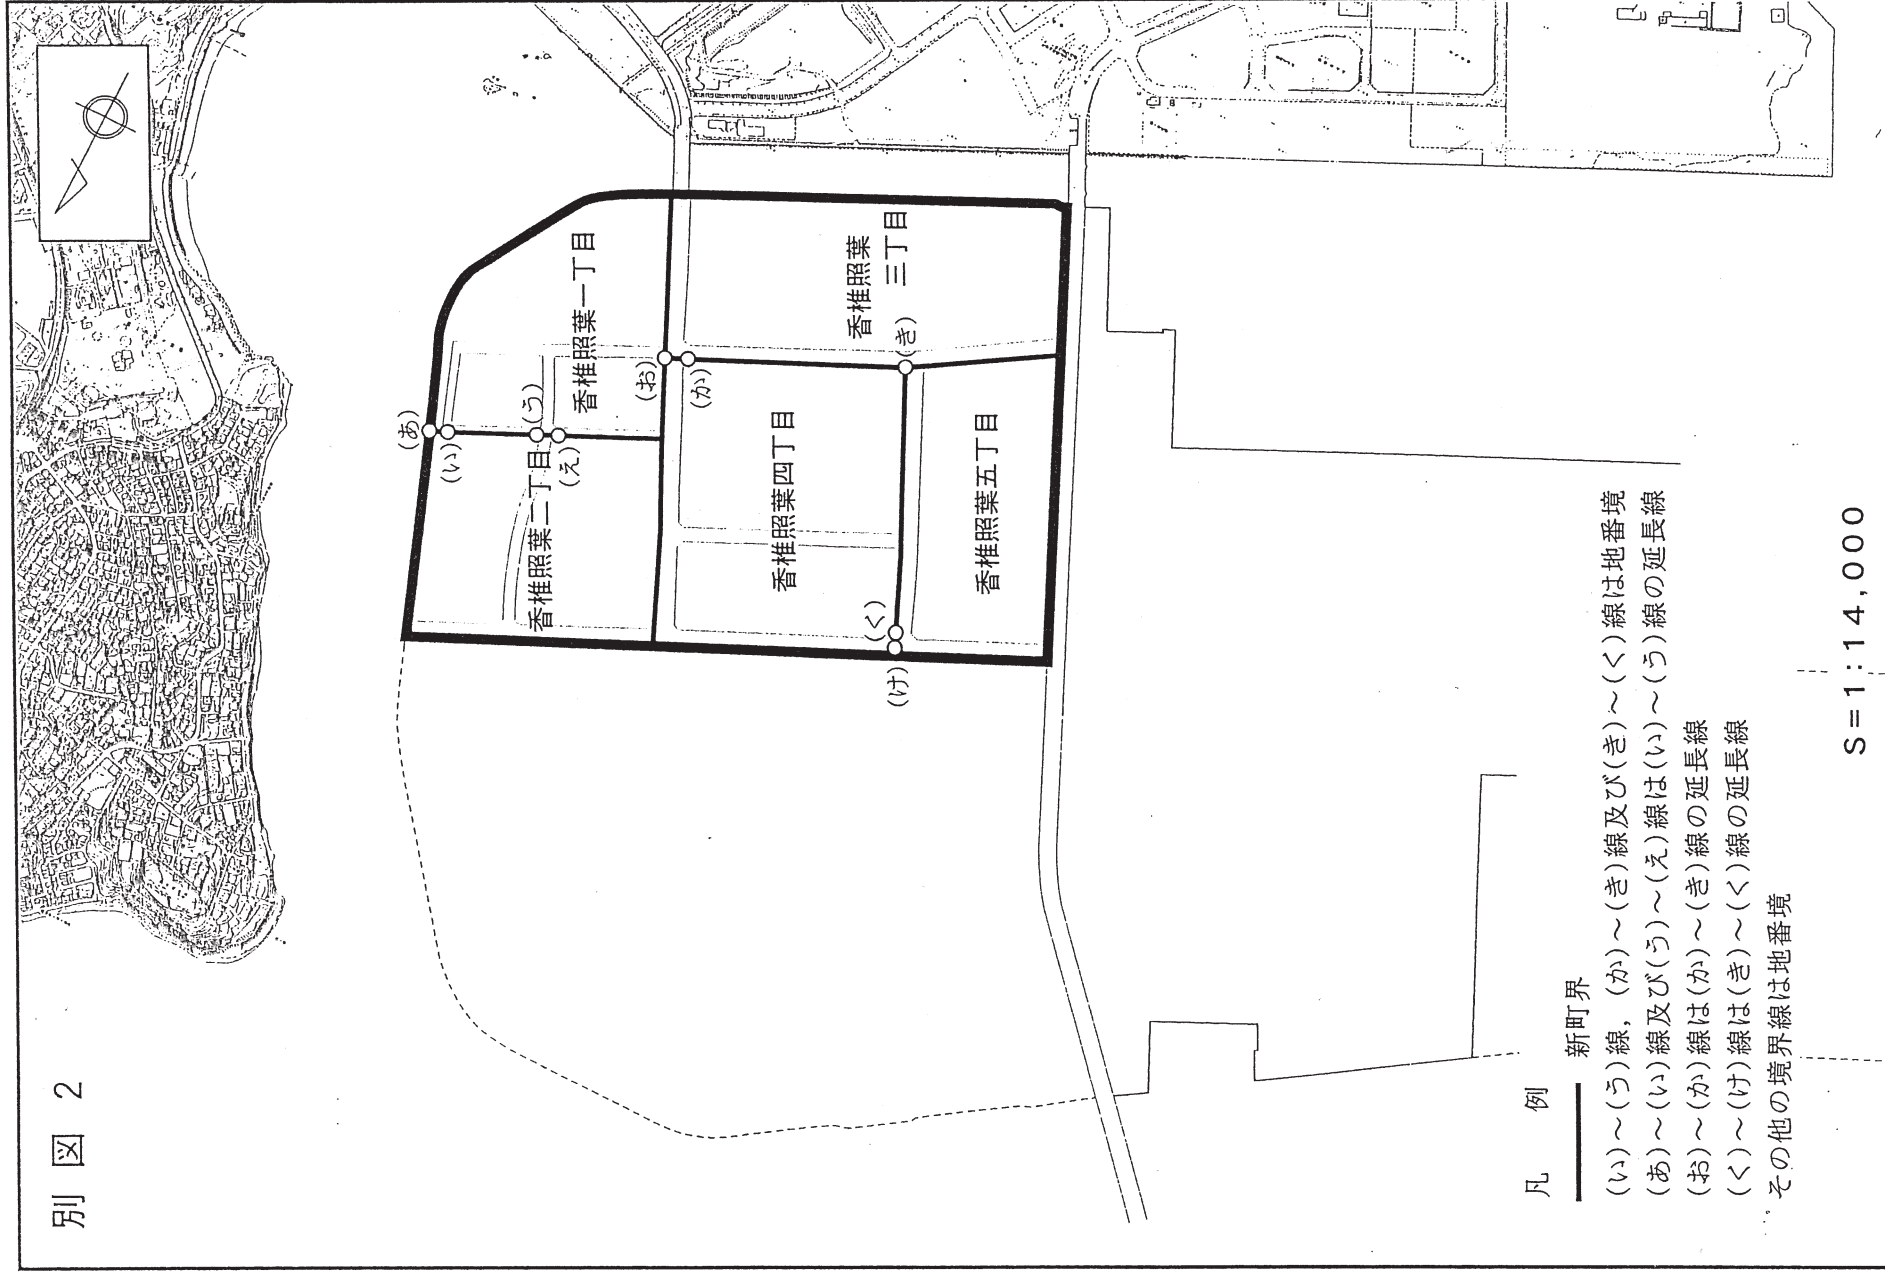 別図 2
(あ)
(い)
(う)
(え)
(お)
(か)
(き)
(く)
(け)
香椎照葉一丁目
香椎照葉二丁目
香椎照葉
三丁目
香椎照葉四丁目
香椎照葉五丁目
凡例
新町界
(い)～(う)線，(か)～(き)線及び(き)～(く)線は地番境
(あ)～(い)線及び(う)～(え)線は(い)～(う)線の延長線
(お)～(か)線は(か)～(き)線の延長線
(く)～(け)線は(き)～(く)線の延長線
その他の境界線は地番境
S=1:14,000